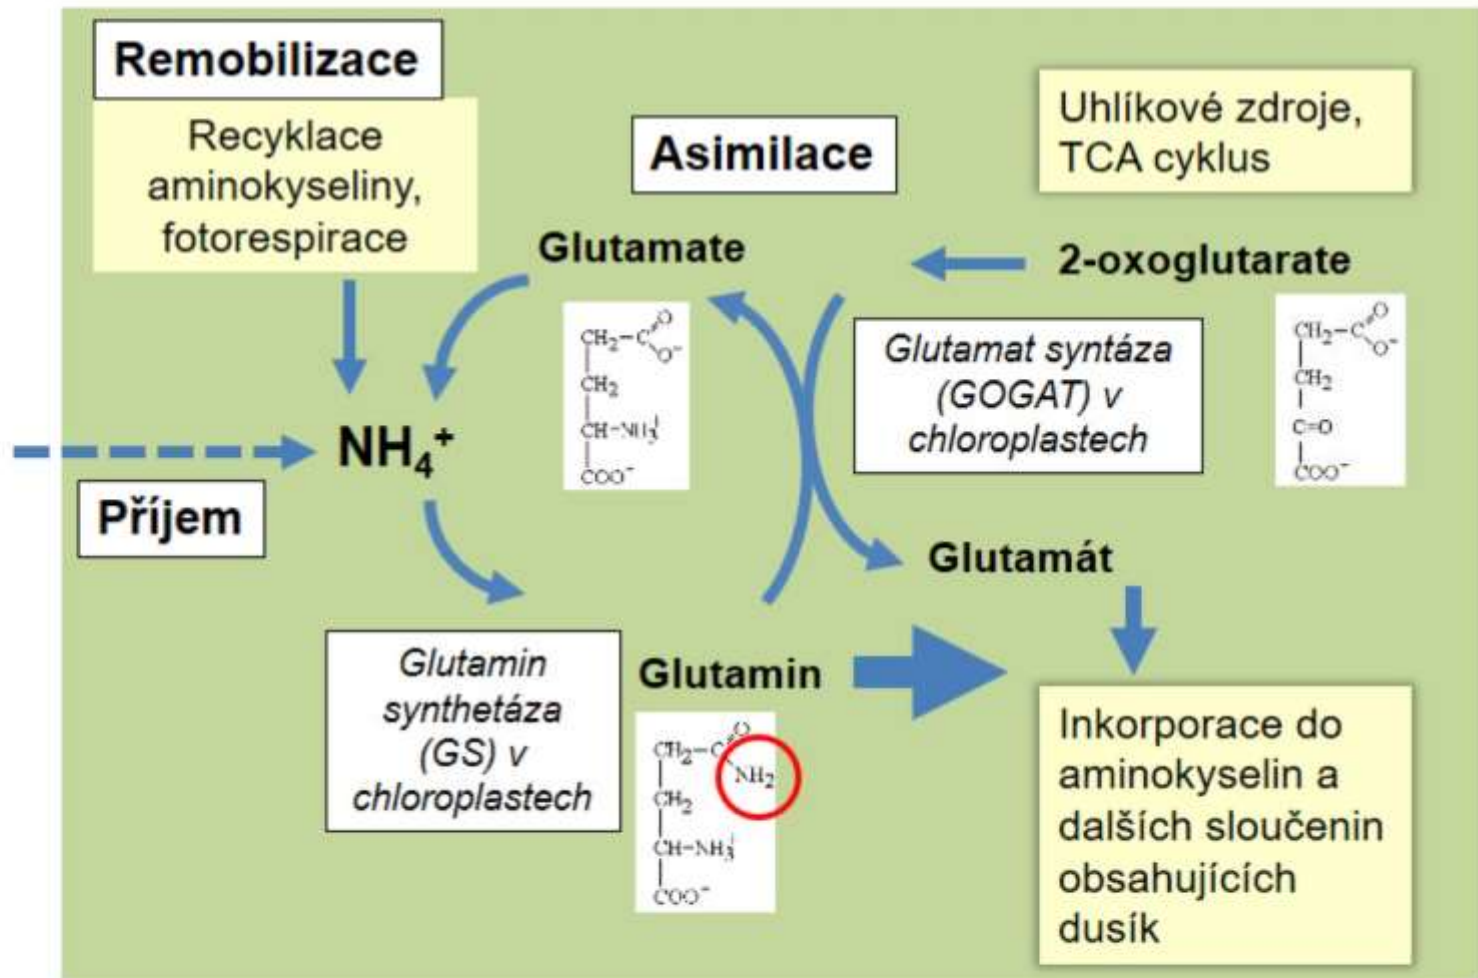 Remobilizace
Recyklace
aminokyseliny,
fotorespirace
Asimilace
Uhlíkové zdroje,
TCA cyklus
Glutamate
2-oxoglutarate
CH2-C
O
O-
CH2
CH-NH3+
COO-
Glutamat syntáza
(GOGAT) v
chloroplastech
CH2-C
O
O-
CH2
C=O
COO-
NH4+
Příjem
Glutamát
Glutamin
synthetáza
(GS) v
chloroplastech
Glutamin
CH2-C
O
NH2
CH2
CH-NH3+
COO-
Inkorporace do
aminokyselin a
dalších sloučenin
obsahujících
dusík